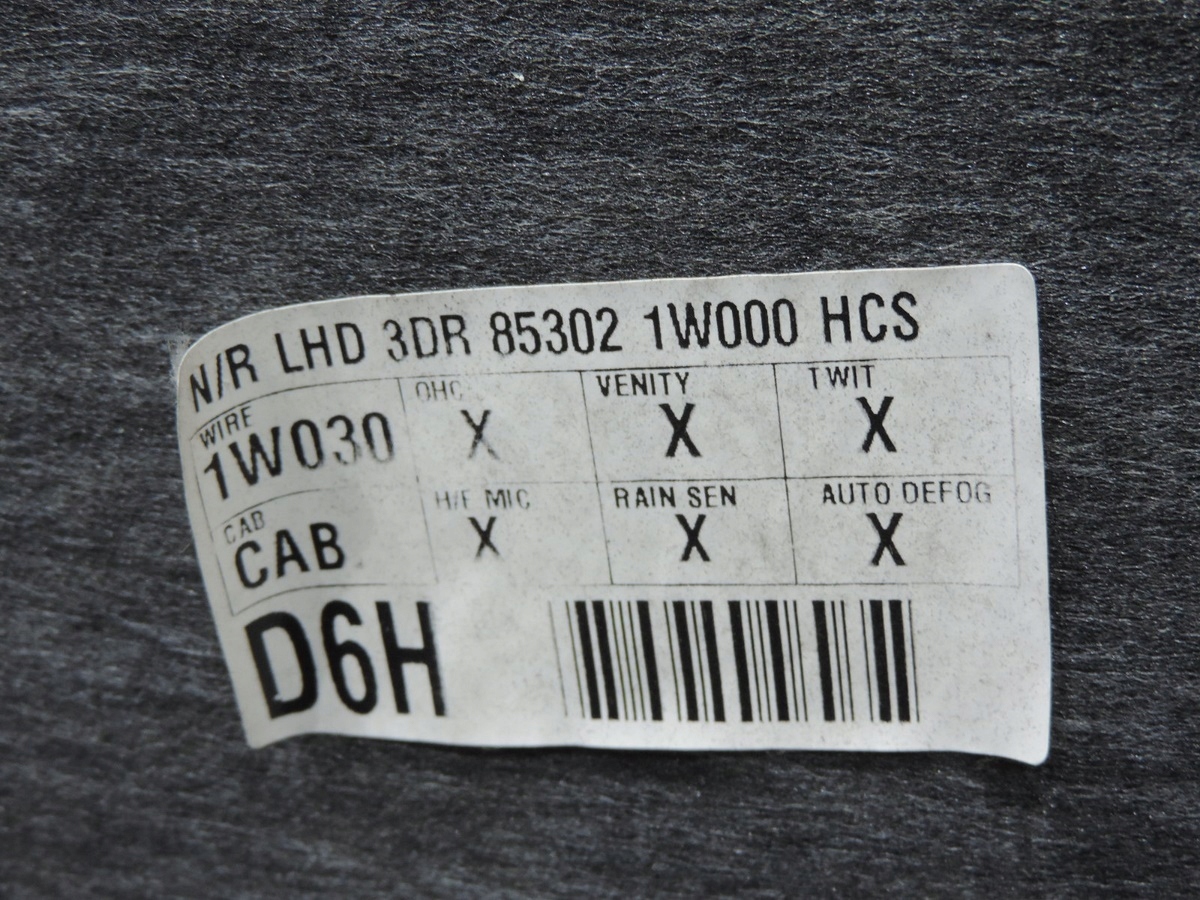 N/R LHD 3DR 85302 1W000 HCS
WIRE OHC VENITY TWIT
1W030 X X X
CAB H/F MIC RAIN SEN AUTO DEFOG
CAB X X X
D6H